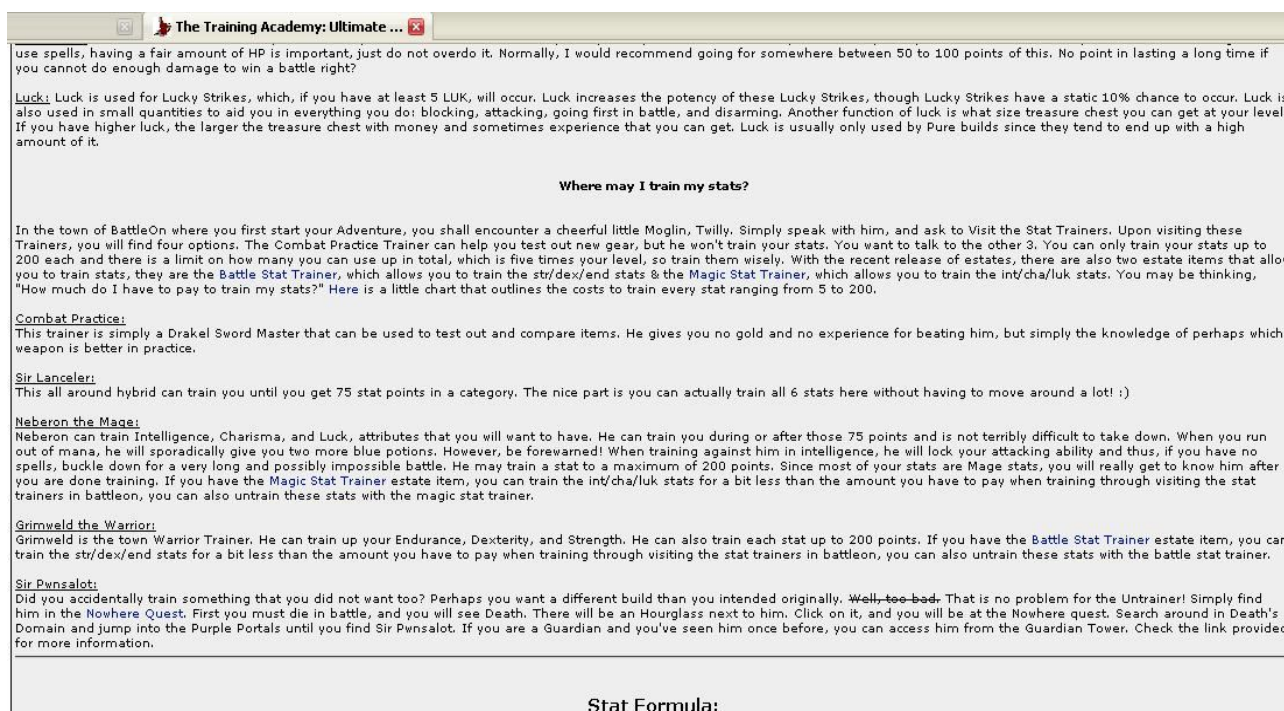 The Training Academy: Ultimate ...
use spells, having a fair amount of HP is important, just do not overdo it. Normally, I would recommend going for somewhere between 50 to 100 points of this. No point in lasting a long time if
you cannot do enough damage to win a battle right?
Luck: Luck is used for Lucky Strikes, which, if you have at least 5 LUK, will occur. Luck increases the potency of these Lucky Strikes, though Lucky Strikes have a static 10% chance to occur. Luck is
also used in small quantities to aid you in everything you do: blocking, attacking, going first in battle, and disarming. Another function of luck is what size treasure chest you can get at your level
If you have higher luck, the larger the treasure chest with money and sometimes experience that you can get. Luck is usually only used by Pure builds since they tend to end up with a high
amount of it.
Where may I train my stats?
In the town of BattleOn where you first start your Adventure, you shall encounter a cheerful little Moglin, Twilly. Simply speak with him, and ask to Visit the Stat Trainers. Upon visiting these
Trainers, you will find four options. The Combat Practice Trainer can help you test out new gear, but he won't train your stats. You want to talk to the other 3. You can only train your stats up to
200 each and there is a limit on how many you can use up in total, which is five times your level, so train them wisely. With the recent release of estates, there are also two estate items that allo
you to train stats, they are the Battle Stat Trainer, which allows you to train the str/dex/end stats & the Magic Stat Trainer, which allows you to train the int/cha/luk stats. You may be thinking,
"How much do I have to pay to train my stats?" Here is a little chart that outlines the costs to train every stat ranging from 5 to 200.
Combat Practice:
This trainer is simply a Drakel Sword Master that can be used to test out and compare items. He gives you no gold and no experience for beating him, but simply the knowledge of perhaps which
weapon is better in practice.
Sir Lanceler:
This all around hybrid can train you until you get 75 stat points in a category. The nice part is you can actually train all 6 stats here without having to move around a lot! :)
Neberon the Mage:
Neberon can train Intelligence, Charisma, and Luck, attributes that you will want to have. He can train you during or after those 75 points and is not terribly difficult to take down. When you run
out of mana, he will sporadically give you two more blue potions. However, be forewarned! When training against him in intelligence, he will lock your attacking ability and thus, if you have no
spells, buckle down for a very long and possibly impossible battle. He may train a stat to a maximum of 200 points. Since most of your stats are Mage stats, you will really get to know him after
you are done training. If you have the Magic Stat Trainer estate item, you can train the int/cha/luk stats for a bit less than the amount you have to pay when training through visiting the stat
trainers in battleon, you can also untrain these stats with the magic stat trainer.
Grimweld the Warrior:
Grimweld is the town Warrior Trainer. He can train up your Endurance, Dexterity, and Strength. He can also train each stat up to 200 points. If you have the Battle Stat Trainer estate item, you can
train the str/dex/end stats for a bit less than the amount you have to pay when training through visiting the stat trainers in battleon, you can also untrain these stats with the battle stat trainer.
Sir Pwnsalot:
Did you accidentally train something that you did not want too? Perhaps you want a different build than you intended originally. Well, too bad. That is no problem for the Untrainer! Simply find
him in the Nowhere Quest. First you must die in battle, and you will see Death. There will be an Hourglass next to him. Click on it, and you will be at the Nowhere quest. Search around in Death's
Domain and jump into the Purple Portals until you find Sir Pwnsalot. If you are a Guardian and you've seen him once before, you can access him from the Guardian Tower. Check the link provided
for more information.
Stat Formula: